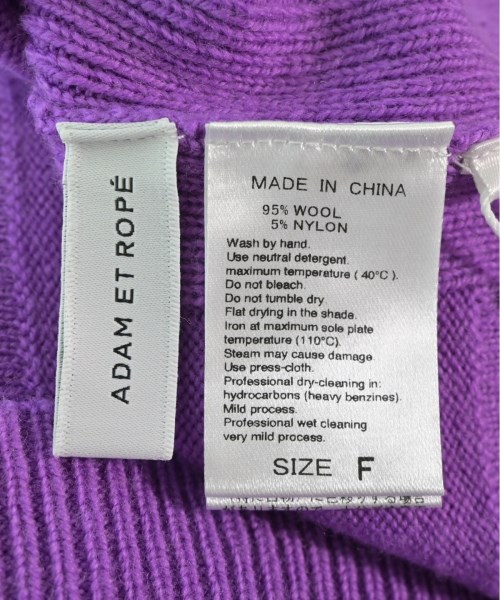 ADAM ET ROPÉ
MADE IN CHINA
95% WOOL
5% NYLON
Wash by hand.
Use neutral detergent.
maximum temperature ( 40°C ).
Do not bleach.
Do not tumble dry.
Flat drying in the shade.
Iron at maximum sole plate
temperature (110°C).
Steam may cause damage.
Use press-cloth.
Professional dry-cleaning in:
hydrocarbons (heavy benzines).
Mild process.
Professional wet cleaning
very mild process.
SIZE F